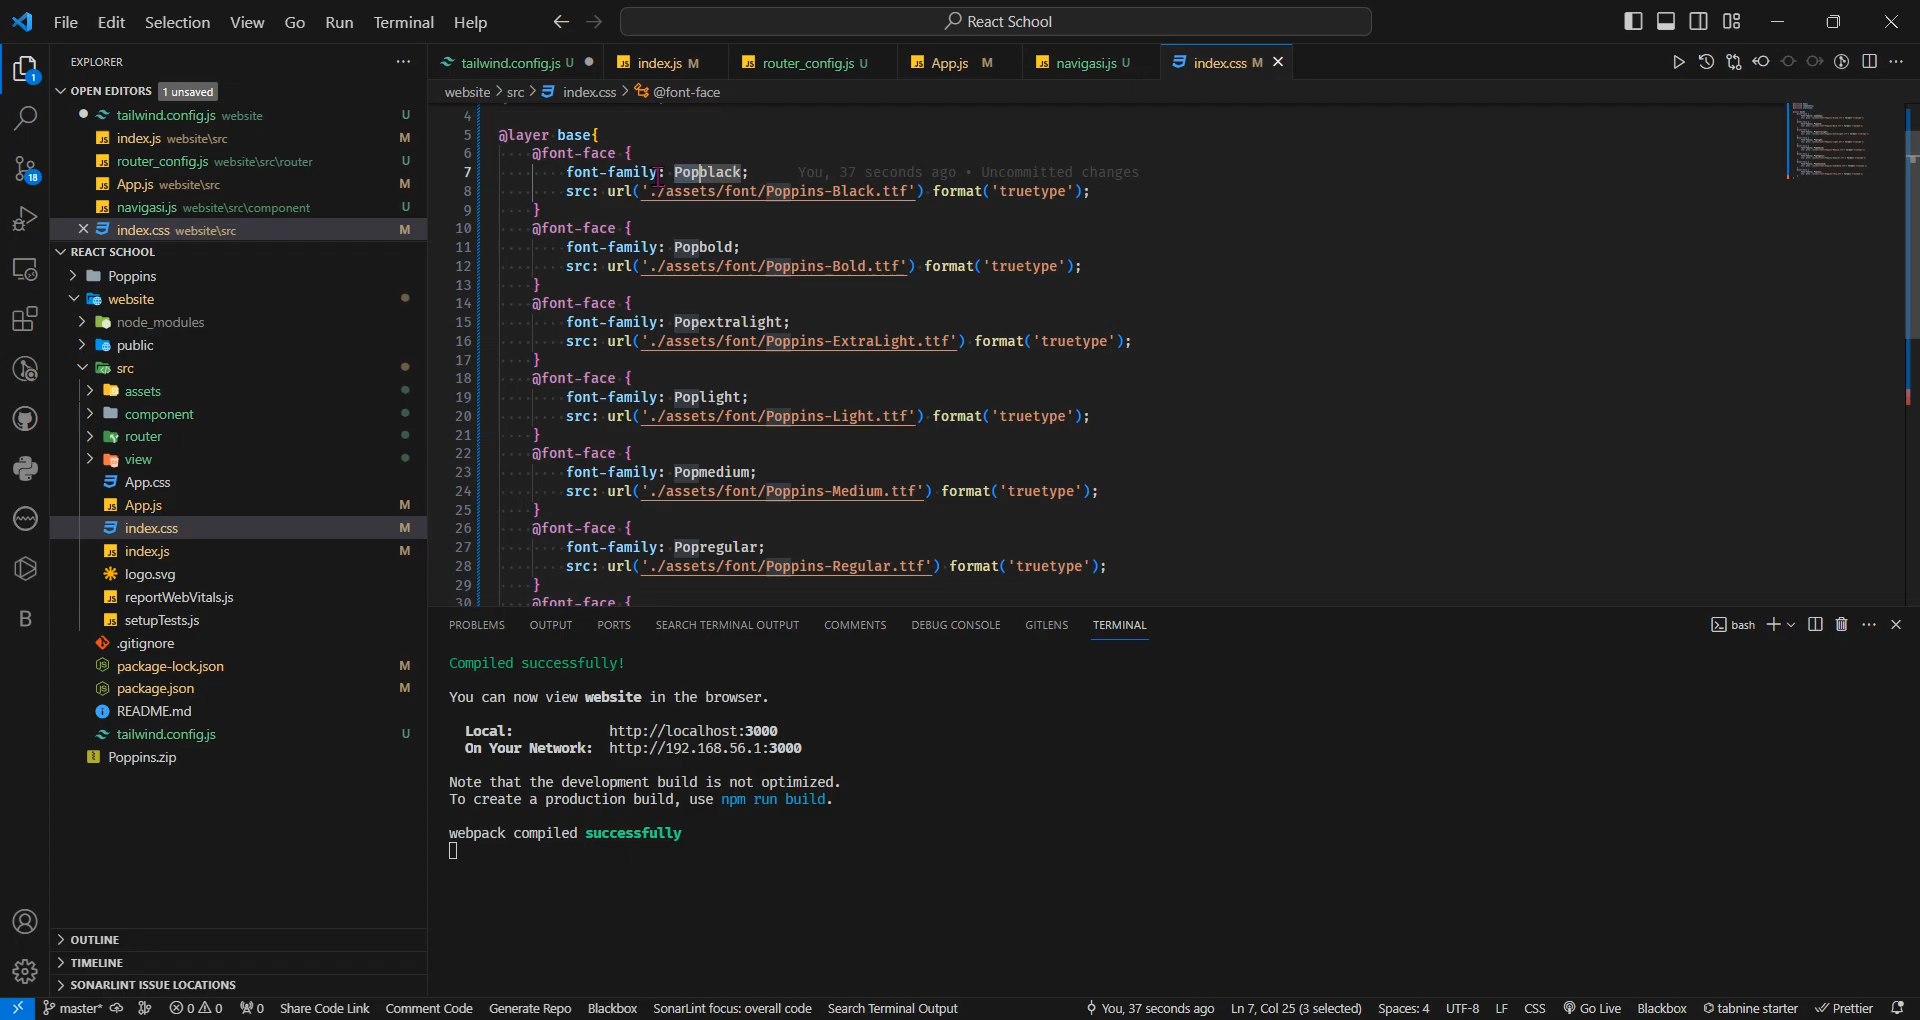 File Edit Selection View Go Run Terminal Help
React School
EXPLORER
OPEN EDITORS 1 unsaved
tailwind.config.js website U
index.js website\src M
router_config.js website\src\router U
App.js website\src M
navigasi.js website\src\component U
index.css website\src M
REACT SCHOOL
Poppins
website
node_modules
public
src
assets
component
router
view
App.css
App.js M
index.css M
index.js M
logo.svg
reportWebVitals.js
setupTests.js
.gitignore
package-lock.json M
package.json M
README.md
tailwind.config.js U
Poppins.zip
OUTLINE
TIMELINE
SONARLINT ISSUE LOCATIONS
1
18
B
tailwind.config.js U index.js M router_config.js U App.js M navigasi.js U index.css M
website > src > index.css > @font-face
4
5 @layer base{
6 @font-face {
7 font-family: Popblack; You, 37 seconds ago • Uncommitted changes
8 src: url('./assets/font/Poppins-Black.ttf') format('truetype');
9 }
10 @font-face {
11 font-family: Popbold;
12 src: url('./assets/font/Poppins-Bold.ttf') format('truetype');
13 }
14 @font-face {
15 font-family: Popextralight;
16 src: url('./assets/font/Poppins-ExtraLight.ttf') format('truetype');
17 }
18 @font-face {
19 font-family: Poplight;
20 src: url('./assets/font/Poppins-Light.ttf') format('truetype');
21 }
22 @font-face {
23 font-family: Popmedium;
24 src: url('./assets/font/Poppins-Medium.ttf') format('truetype');
25 }
26 @font-face {
27 font-family: Popregular;
28 src: url('./assets/font/Poppins-Regular.ttf') format('truetype');
29 }
30 @font-face {
PROBLEMS OUTPUT PORTS SEARCH TERMINAL OUTPUT COMMENTS DEBUG CONSOLE GITLENS TERMINAL
bash
Compiled successfully!
You can now view website in the browser.
Local: http://localhost:3000
On Your Network: http://192.168.56.1:3000
Note that the development build is not optimized.
To create a production build, use npm run build.
webpack compiled successfully
master* 0 0 0 Share Code Link Comment Code Generate Repo Blackbox SonarLint focus: overall code Search Terminal Output You, 37 seconds ago Ln 7, Col 25 (3 selected) Spaces: 4 UTF-8 LF CSS Go Live Blackbox tabnine starter Prettier